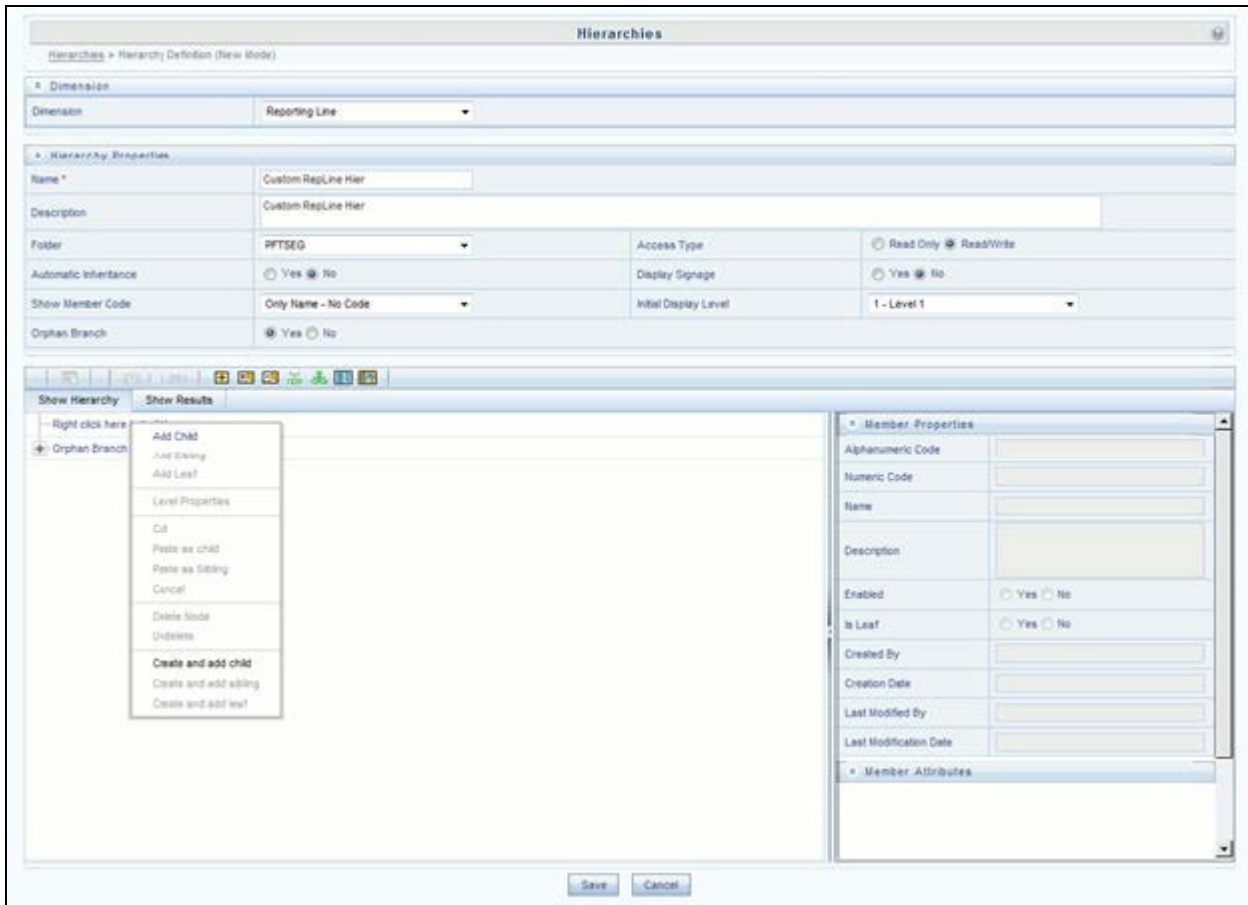 Hierarchies
Hierarchies > Hierarchy Definition (New Mode)
Dimension
Dimension
Reporting Line
Hierarchy Properties
Name *
Custom RepLine Hier
Description
Custom RepLine Hier
Folder
PFTSEG
Access Type
Read Only Read/Write
Automatic Inheritance
Yes No
Display Signage
Yes No
Show Member Code
Only Name - No Code
Initial Display Level
1 - Level 1
Orphan Branch
Yes No
Show Hierarchy Show Results
Right click here
Orphan Branch
Add Child
Add Sibling
Add Leaf
Level Properties
Cut
Paste as child
Paste as Sibling
Cancel
Delete Node
Undelete
Create and add child
Create and add sibling
Create and add leaf
Member Properties
Alphanumeric Code
Numeric Code
Name
Description
Enabled
Yes No
Is Leaf
Yes No
Created By
Creation Date
Last Modified By
Last Modification Date
Member Attributes
Save Cancel